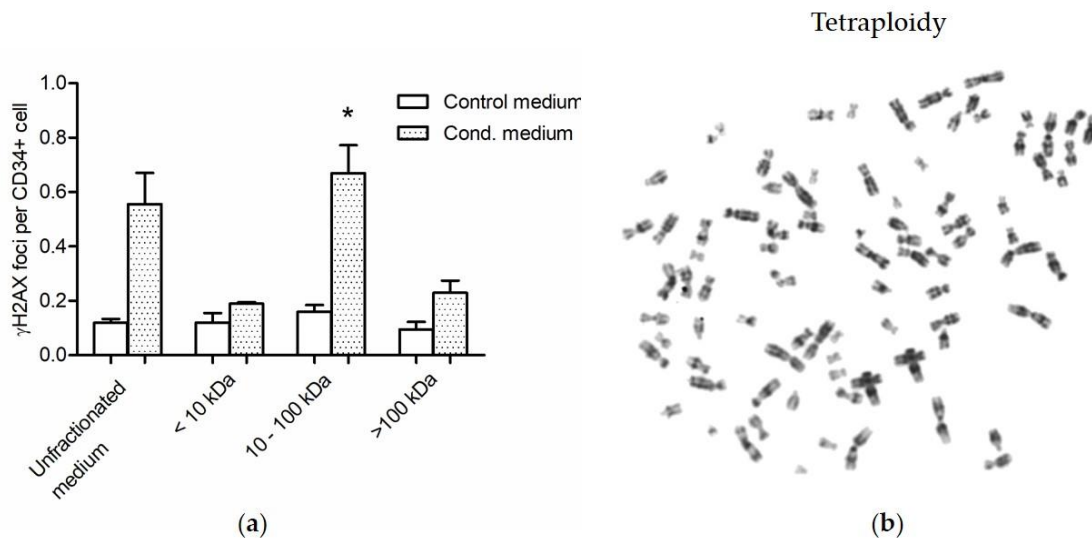 Tetraploidy
1.0
0.8
0.6
0.4
0.2
0.0
γH2AX foci per CD34+ cell
Control medium
Cond. medium
*
Unfractionated
medium
< 10 kDa
10 - 100 kDa
>100 kDa
(a)
(b)